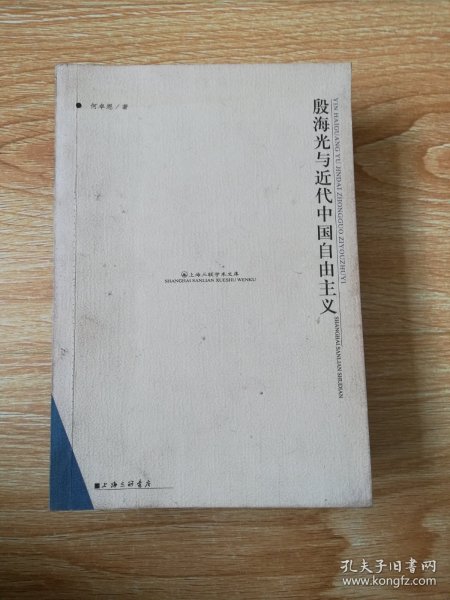 何卓恩/著
殷海光与近代中国自由主义
YIN HAIGUANG YU JINDAI ZHONGGUO ZIYOUZHUYI
SHANGHAI SANLIAN SHUDIAN
上海三联学术文库
SHANGHAI SANLIAN XUESHU WENKU
上海三联书店
孔夫子旧书网
www.kongfz.com